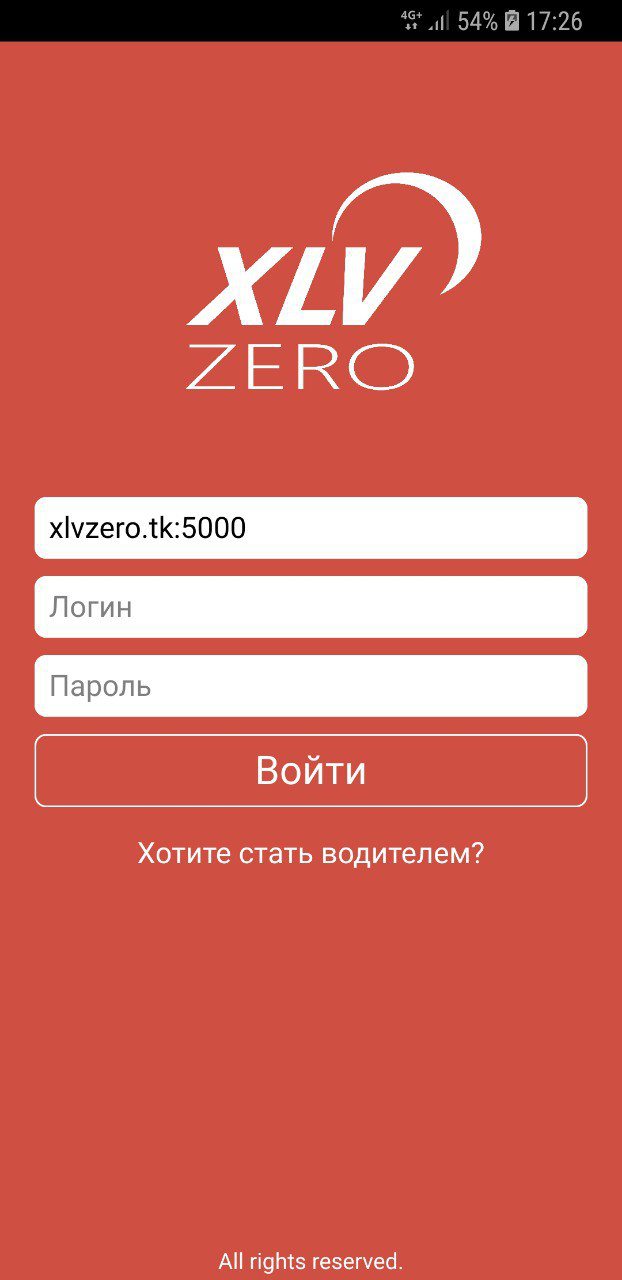 4G+ 54% 17:26
XLV
ZERO
xlvzero.tk:5000
Логин
Пароль
Войти
Хотите стать водителем?
All rights reserved.